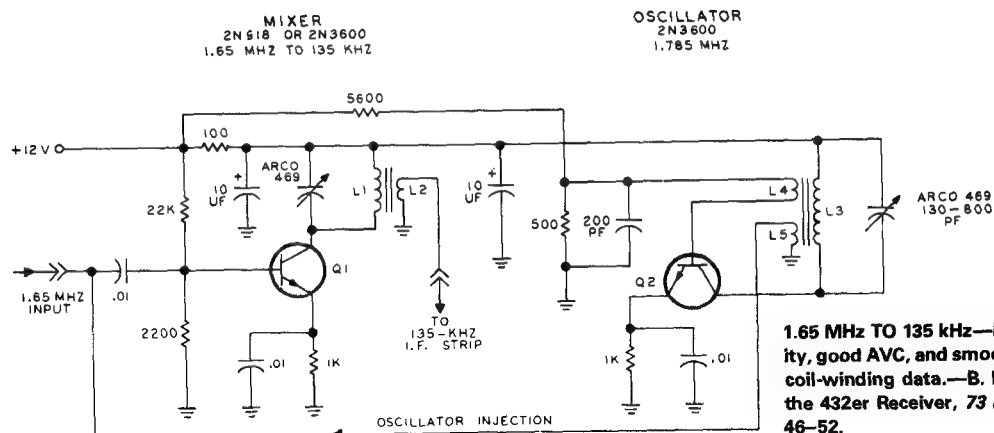 MIXER
2N918 OR 2N3600
1.65 MHZ TO 135 KHZ
OSCILLATOR
2N3600
1.785 MHZ
5600
+12V
100
ARCO
469
10
UF
L1
L2
10
UF
22K
500
200
PF
L4
L5
L3
ARCO 469
130-800
PF
Q1
Q2
1.65 MHZ
INPUT
.01
2200
.01
1K
TO
135-KHZ
I.F. STRIP
1K
.01
OSCILLATOR INJECTION
1.65 MHz TO 135 kHz—
ity, good AVC, and smoo
coil-winding data.—B.
the 432er Receiver, 73
46–52.